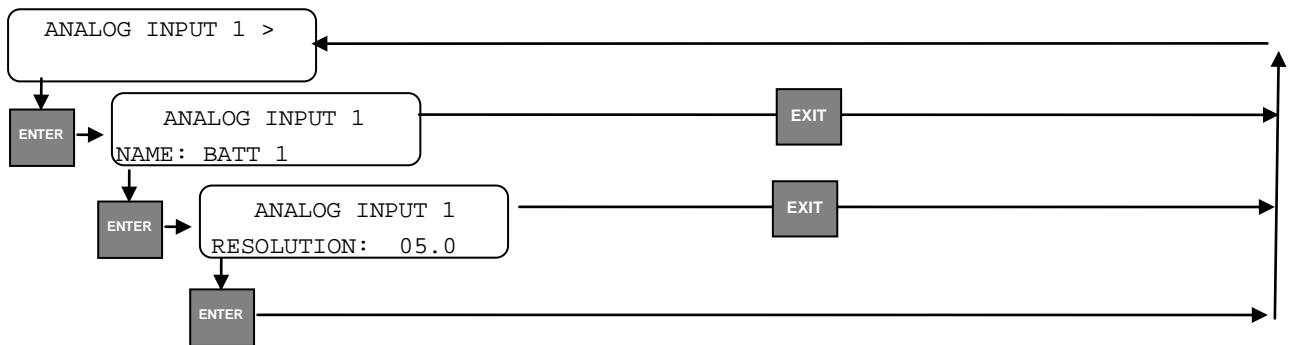 ANALOG INPUT 1 >
ENTER
ANALOG INPUT 1
NAME: BATT 1
EXIT
ENTER
ANALOG INPUT 1
RESOLUTION:  05.0
EXIT
ENTER